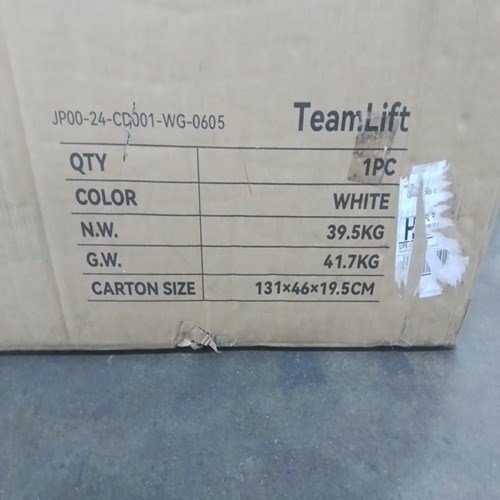 JP00-24-CD001-WG-0605
TeamLift
QTY 1PC
COLOR WHITE
N.W. 39.5KG
G.W. 41.7KG
CARTON SIZE 131×46×19.5CM
H